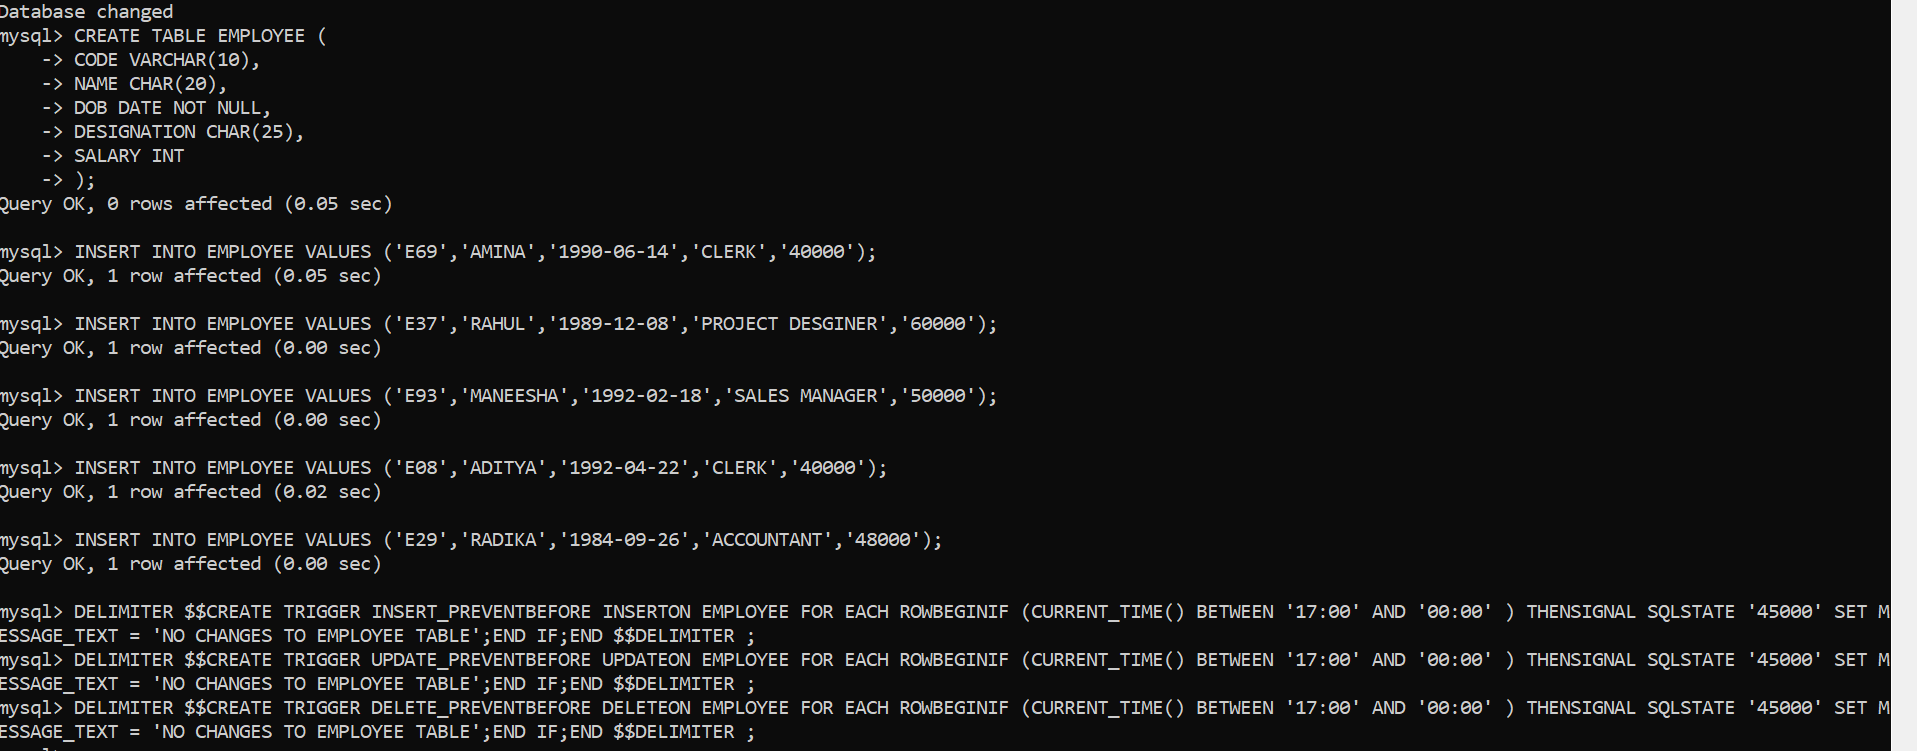 Database changed
mysql> CREATE TABLE EMPLOYEE (
    -> CODE VARCHAR(10),
    -> NAME CHAR(20),
    -> DOB DATE NOT NULL,
    -> DESIGNATION CHAR(25),
    -> SALARY INT
    -> );
Query OK, 0 rows affected (0.05 sec)

mysql> INSERT INTO EMPLOYEE VALUES ('E69','AMINA','1990-06-14','CLERK','40000');
Query OK, 1 row affected (0.05 sec)

mysql> INSERT INTO EMPLOYEE VALUES ('E37','RAHUL','1989-12-08','PROJECT DESGINER','60000');
Query OK, 1 row affected (0.00 sec)

mysql> INSERT INTO EMPLOYEE VALUES ('E93','MANEESHA','1992-02-18','SALES MANAGER','50000');
Query OK, 1 row affected (0.00 sec)

mysql> INSERT INTO EMPLOYEE VALUES ('E08','ADITYA','1992-04-22','CLERK','40000');
Query OK, 1 row affected (0.02 sec)

mysql> INSERT INTO EMPLOYEE VALUES ('E29','RADIKA','1984-09-26','ACCOUNTANT','48000');
Query OK, 1 row affected (0.00 sec)

mysql> DELIMITER $$CREATE TRIGGER INSERT_PREVENTBEFORE INSERTON EMPLOYEE FOR EACH ROWBEGINIF (CURRENT_TIME() BETWEEN '17:00' AND '00:00' ) THENSIGNAL SQLSTATE '45000' SET M
ESSAGE_TEXT = 'NO CHANGES TO EMPLOYEE TABLE';END IF;END $$DELIMITER ;
mysql> DELIMITER $$CREATE TRIGGER UPDATE_PREVENTBEFORE UPDATEON EMPLOYEE FOR EACH ROWBEGINIF (CURRENT_TIME() BETWEEN '17:00' AND '00:00' ) THENSIGNAL SQLSTATE '45000' SET M
ESSAGE_TEXT = 'NO CHANGES TO EMPLOYEE TABLE';END IF;END $$DELIMITER ;
mysql> DELIMITER $$CREATE TRIGGER DELETE_PREVENTBEFORE DELETEON EMPLOYEE FOR EACH ROWBEGINIF (CURRENT_TIME() BETWEEN '17:00' AND '00:00' ) THENSIGNAL SQLSTATE '45000' SET M
ESSAGE_TEXT = 'NO CHANGES TO EMPLOYEE TABLE';END IF;END $$DELIMITER ;